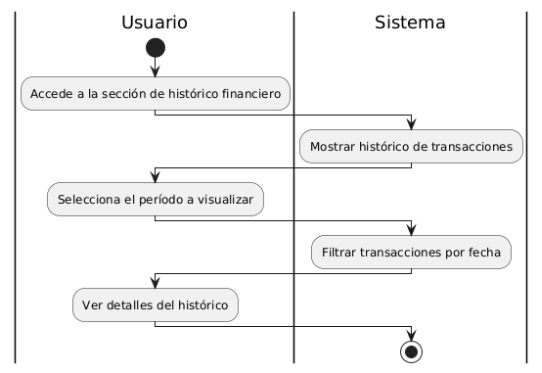 Usuario
Sistema
Accede a la sección de histórico financiero
Mostrar histórico de transacciones
Selecciona el período a visualizar
Filtrar transacciones por fecha
Ver detalles del histórico